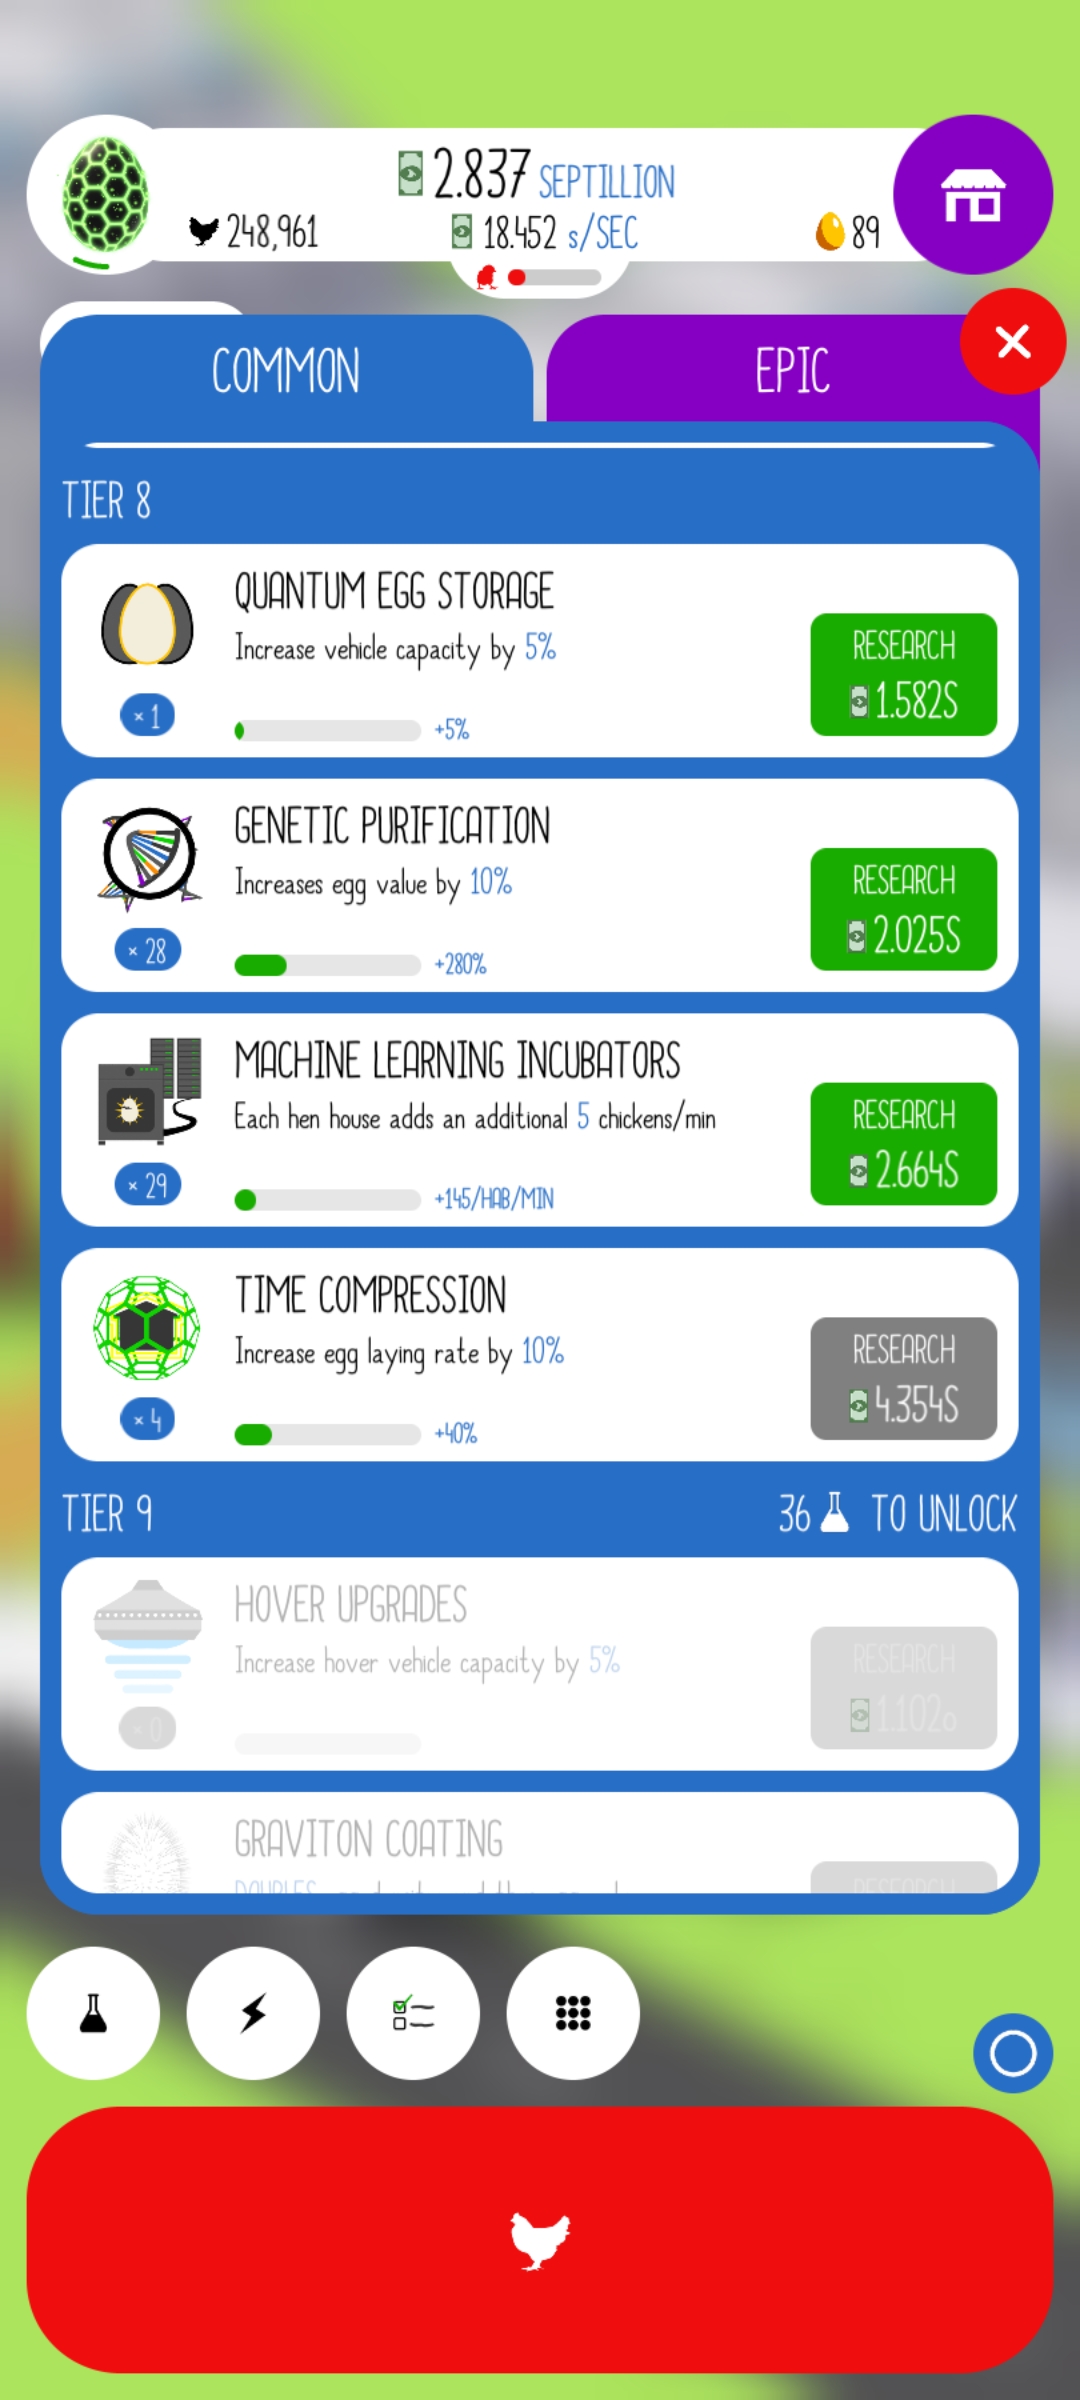 2.837 SEPTILLION
248,961
18.452 s/SEC
89
COMMON
EPIC
TIER 8
QUANTUM EGG STORAGE
Increase vehicle capacity by 5%
× 1
+5%
RESEARCH
1.582S
GENETIC PURIFICATION
Increases egg value by 10%
× 28
+280%
RESEARCH
2.025S
MACHINE LEARNING INCUBATORS
Each hen house adds an additional 5 chickens/min
× 29
+145/HAB/MIN
RESEARCH
2.664S
TIME COMPRESSION
Increase egg laying rate by 10%
× 4
+40%
RESEARCH
4.354S
TIER 9
36 TO UNLOCK
HOVER UPGRADES
Increase hover vehicle capacity by 5%
× 0
RESEARCH
1.102o
GRAVITON COATING
DOUBLES
RESEARCH